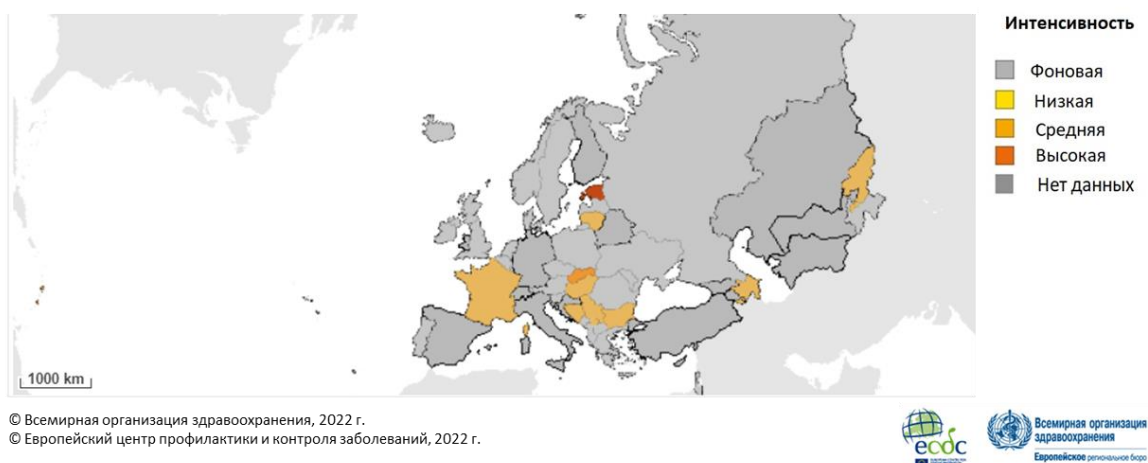 Интенсивность
Фоновая
Низкая
Средняя
Высокая
Нет данных
1000 km
© Всемирная организация здравоохранения, 2022 г.
© Европейский центр профилактики и контроля заболеваний, 2022 г.
ecdc
Всемирная организация
здравоохранения
Европейское региональное бюро